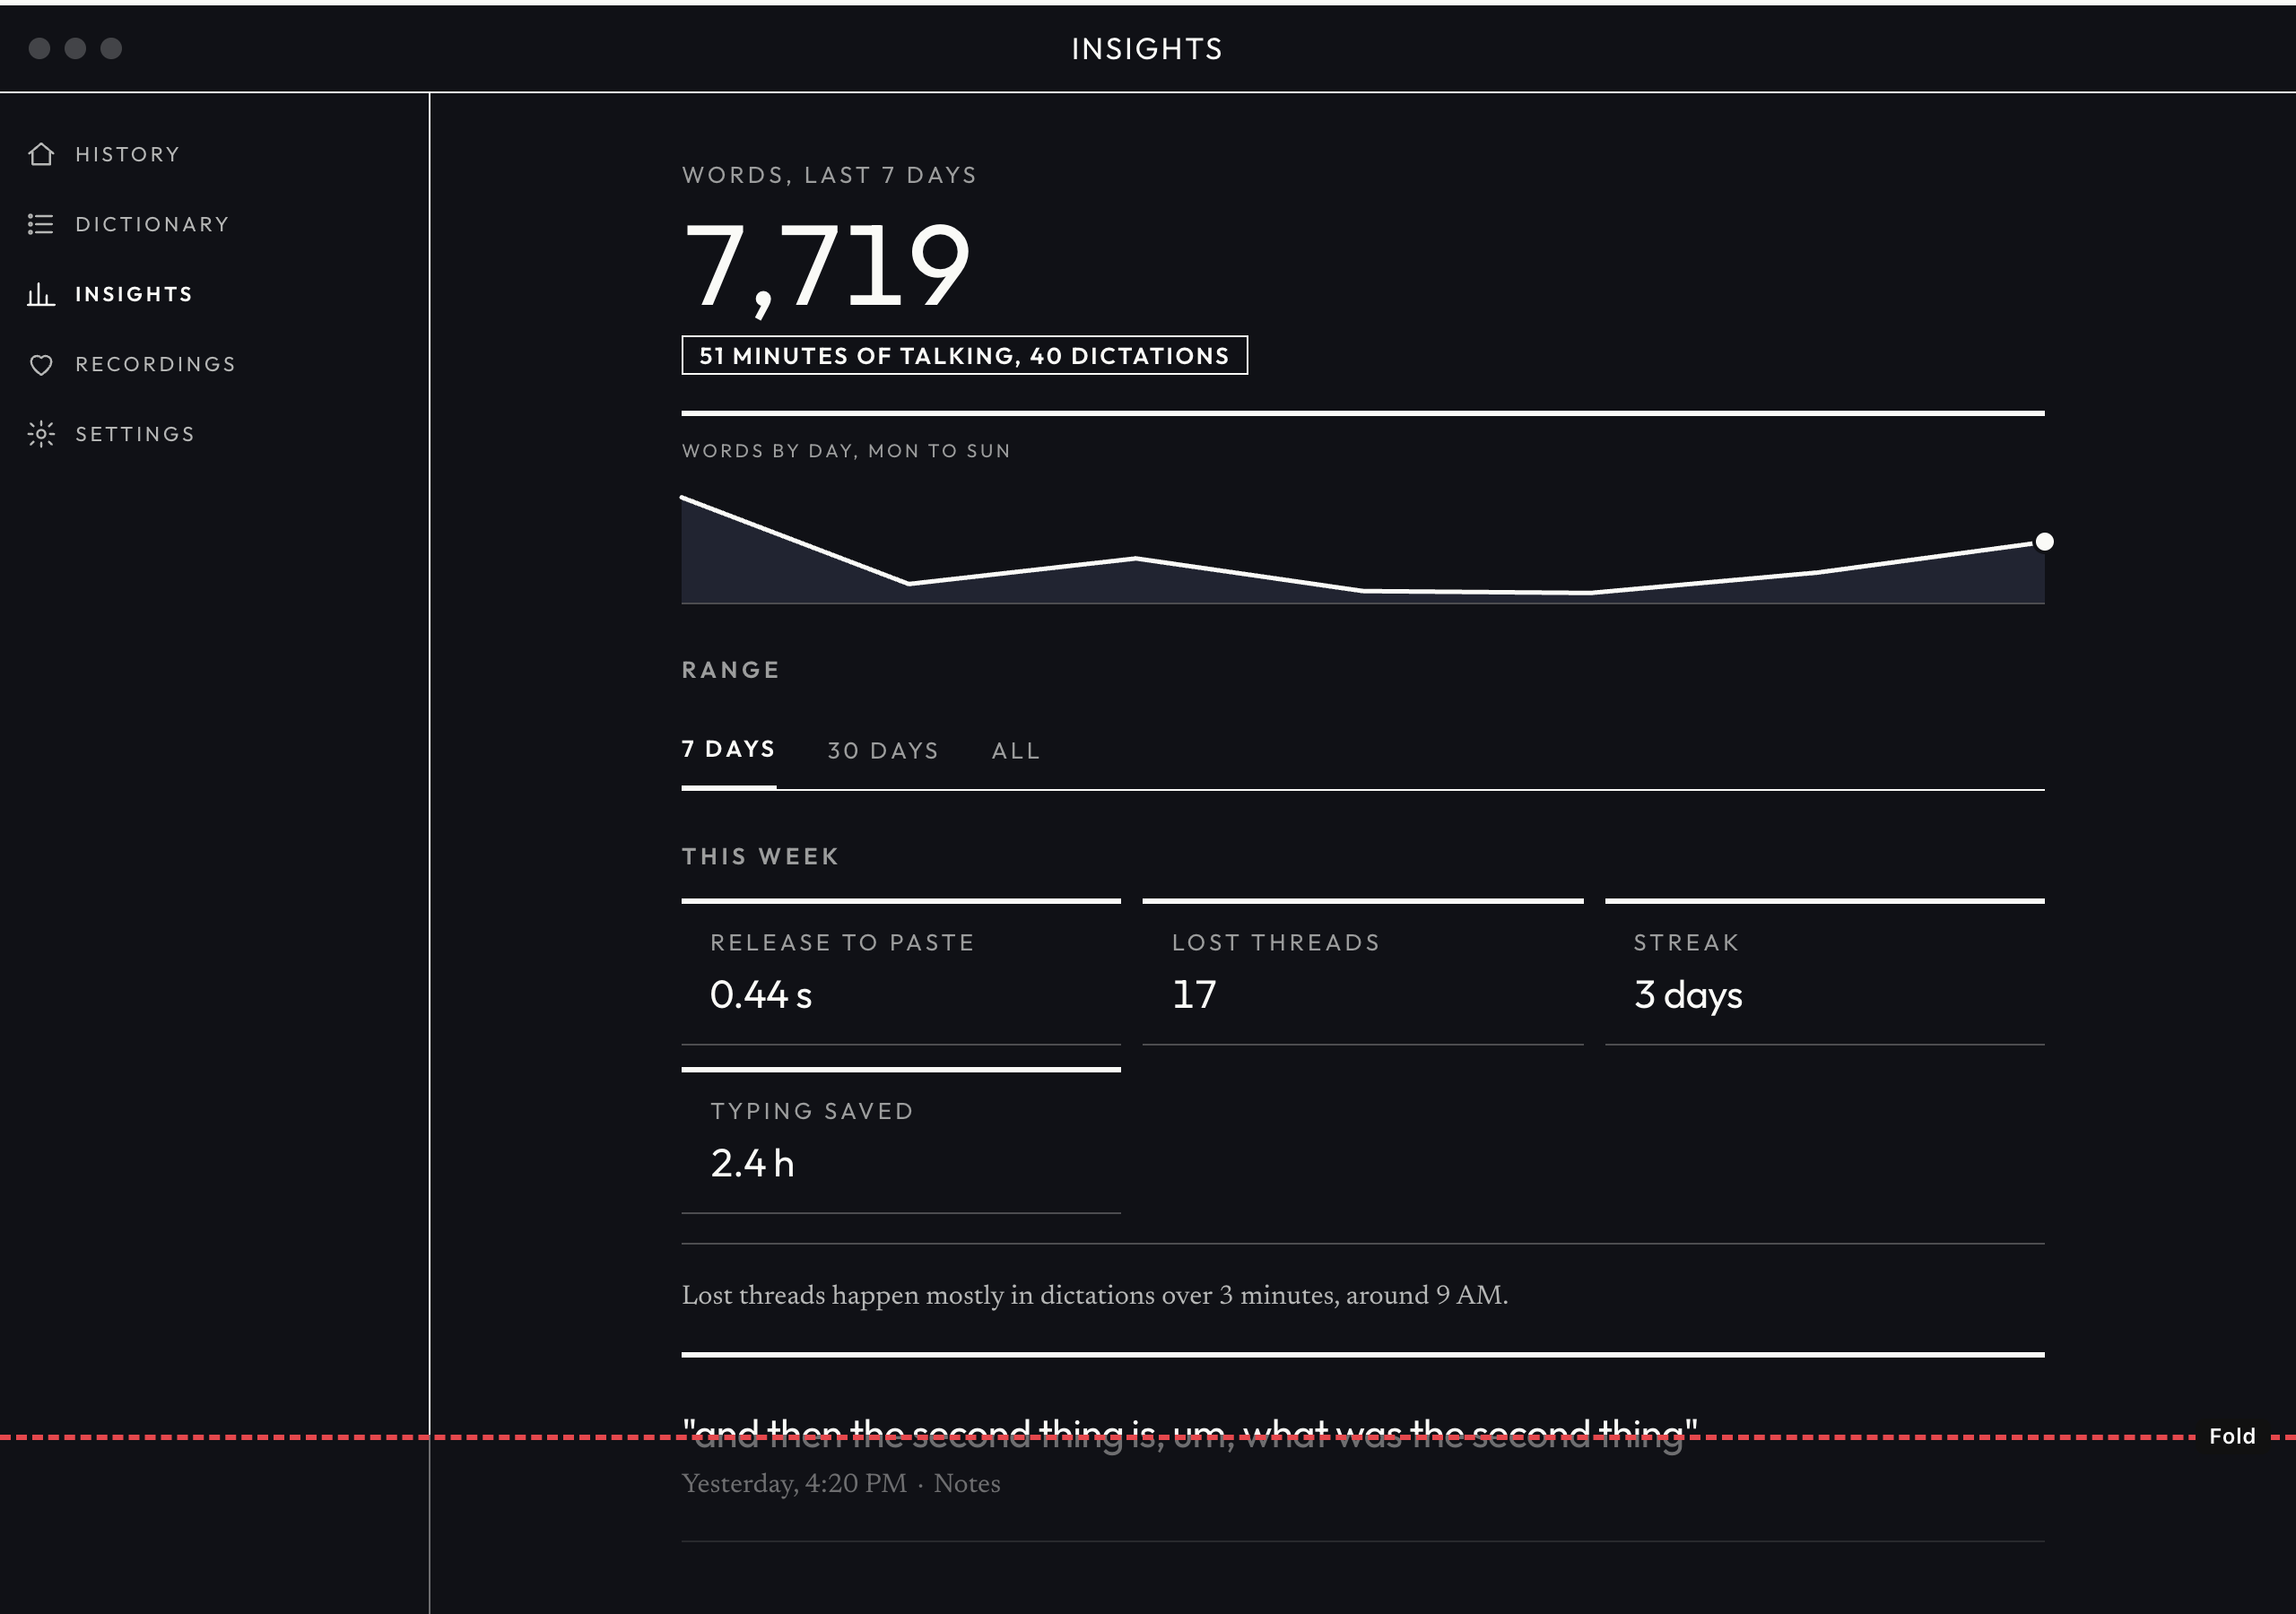 INSIGHTS
HISTORY
DICTIONARY
INSIGHTS
RECORDINGS
SETTINGS
WORDS, LAST 7 DAYS
7,719
51 MINUTES OF TALKING, 40 DICTATIONS
WORDS BY DAY, MON TO SUN
RANGE
7 DAYS 30 DAYS ALL
THIS WEEK
RELEASE TO PASTE
0.44 s
LOST THREADS
17
STREAK
3 days
TYPING SAVED
2.4 h
Lost threads happen mostly in dictations over 3 minutes, around 9 AM.
"and then the second thing is, um, what was the second thing"
Fold
Yesterday, 4:20 PM · Notes